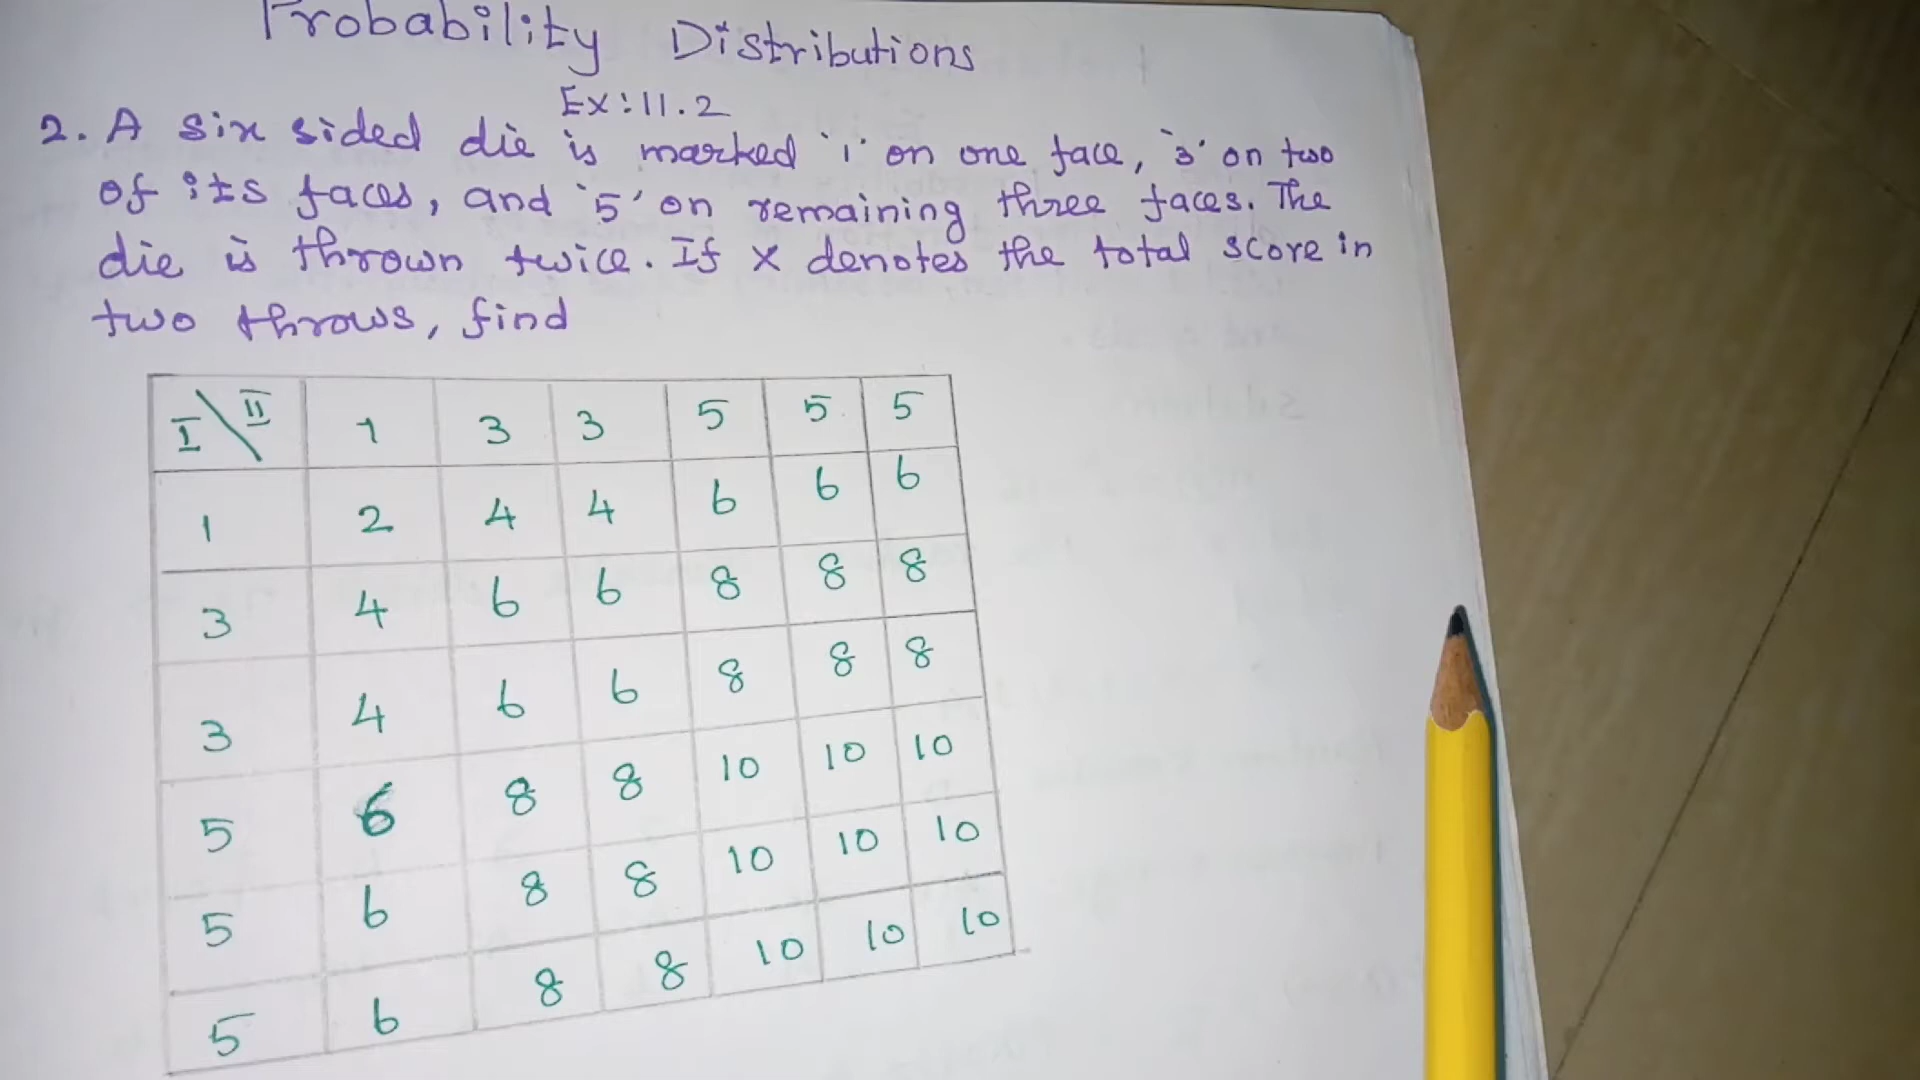 Probability Distributions
Ex: 11.2
2. A six sided die is marked '1' on one face, '3' on two
of its faces, and '5' on remaining three faces. The
die is thrown twice. If X denotes the total score in
two throws, find
I \ II 1 3 3 5 5 5
1 2 4 4 6 6 6
3 4 6 6 8 8 8
3 4 6 6 8 8 8
5 6 8 8 10 10 10
5 6 8 8 10 10 10
5 6 8 8 10 10 10